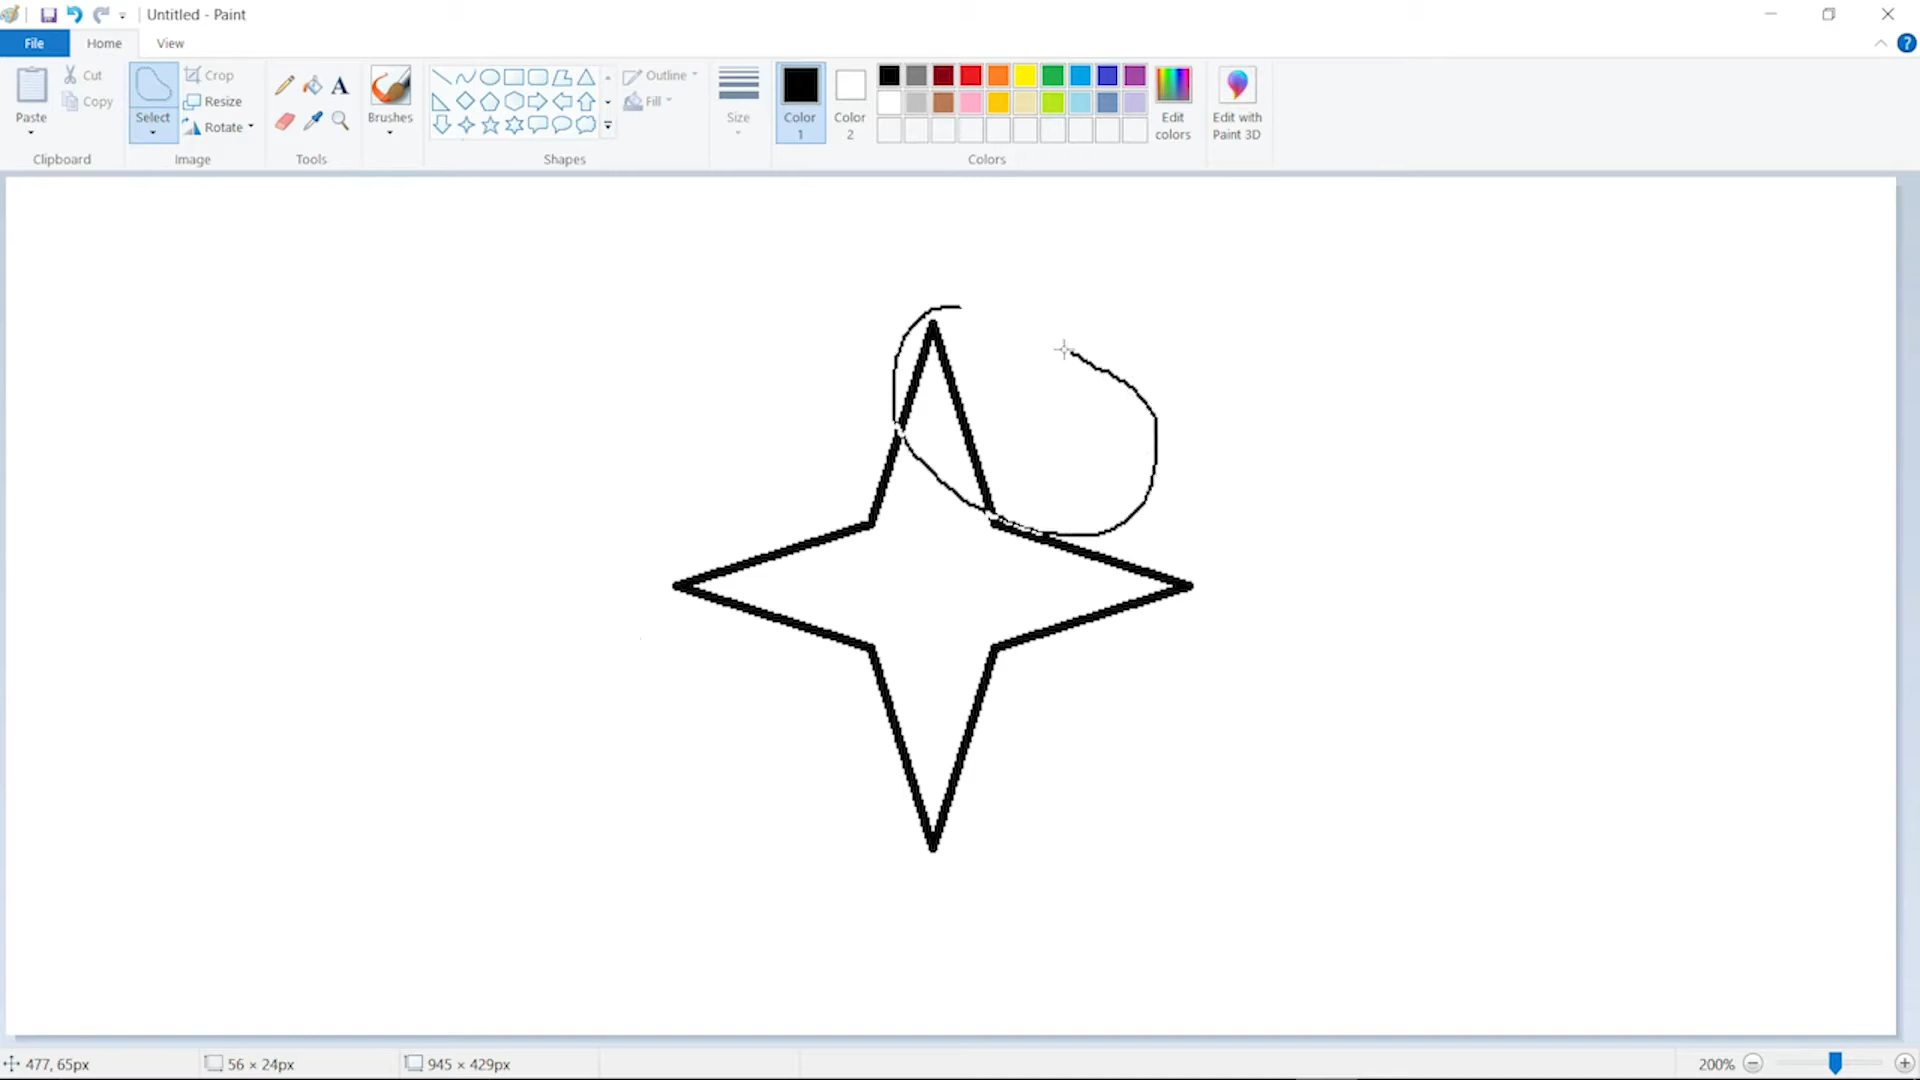 Untitled - Paint
File Home View
Paste
Cut
Copy
Clipboard
Select
Crop
Resize
Rotate
Image
A
Tools
Brushes
Shapes
Outline
Fill
Size
Color 1
Color 2
Colors
Edit colors
Edit with Paint 3D
?
477, 65px
56 × 24px
945 × 429px
200%